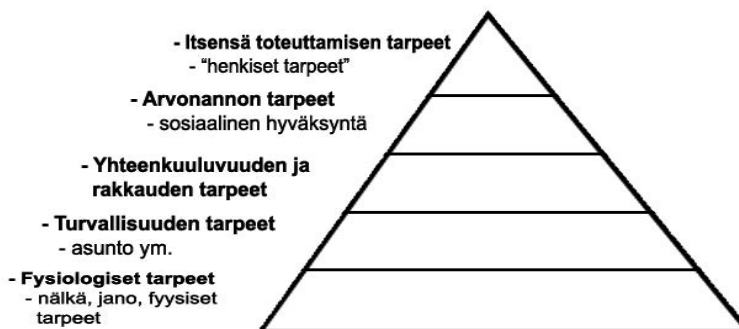 - Itsensä toteuttamisen tarpeet
- “henkiset tarpeet”
- Arvonannon tarpeet
- sosiaalinen hyväksyntä
- Yhteenkuuluvuuden ja
rakkauden tarpeet
- Turvallisuuden tarpeet
- asunto ym.
- Fysiologiset tarpeet
- nälkä, jano, fyysiset
tarpeet